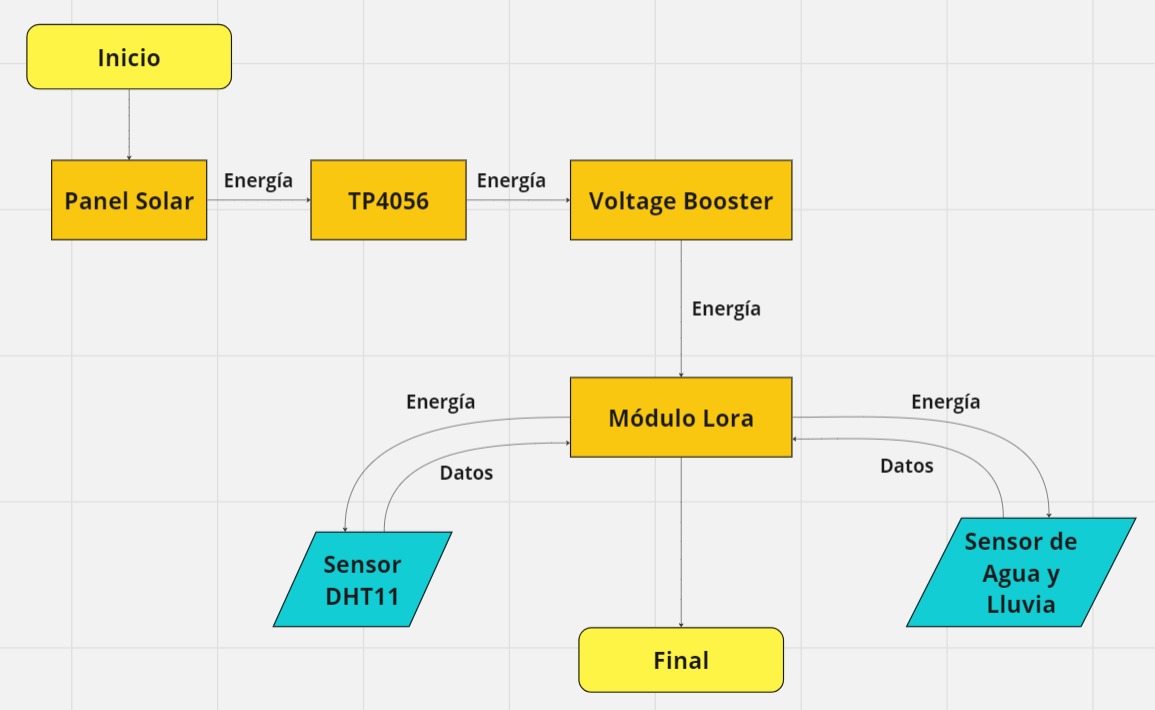 Inicio
Panel Solar
Energía
TP4056
Energía
Voltage Booster
Energía
Módulo Lora
Energía
Datos
Energía
Datos
Sensor
DHT11
Sensor de
Agua y
Lluvia
Final